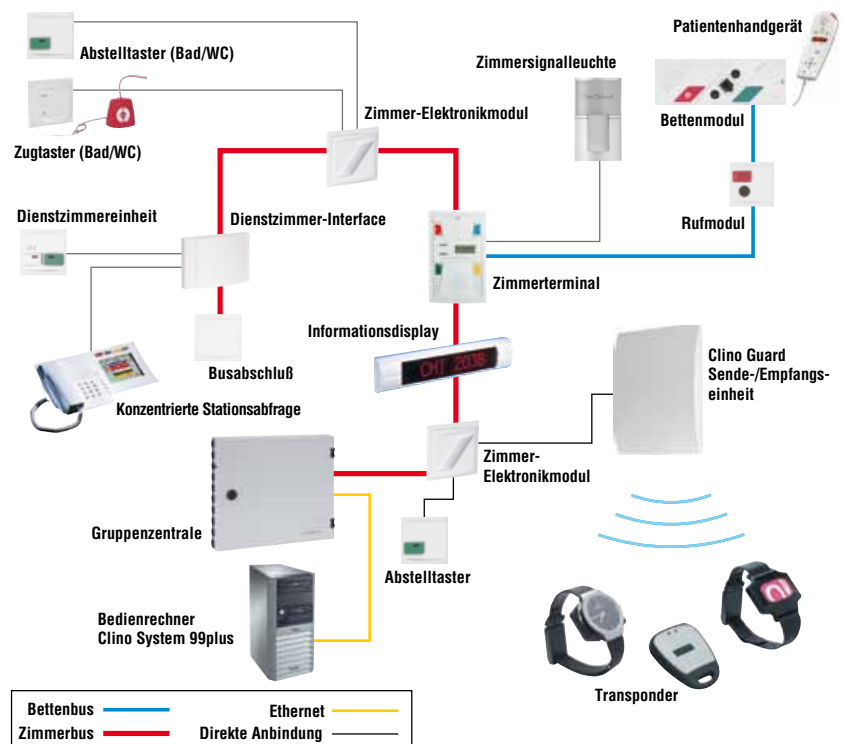 Patientenhandgerät
Abstelltaster (Bad/WC)
Zimmersignalleuchte
Zimmer-Elektronikmodul
Bettenmodul
Zugtaster (Bad/WC)
Dienstzimmereinheit
Dienstzimmer-Interface
Rufmodul
Zimmerterminal
Informationsdisplay
CHT 2038
Busabschluß
Clino Guard
Sende-/Empfangs-
einheit
Konzentrierte Stationsabfrage
Zimmer-
Elektronikmodul
Gruppenzentrale
Abstelltaster
Bedienrechner
Clino System 99plus
Transponder
Bettenbus
Ethernet
Zimmerbus
Direkte Anbindung